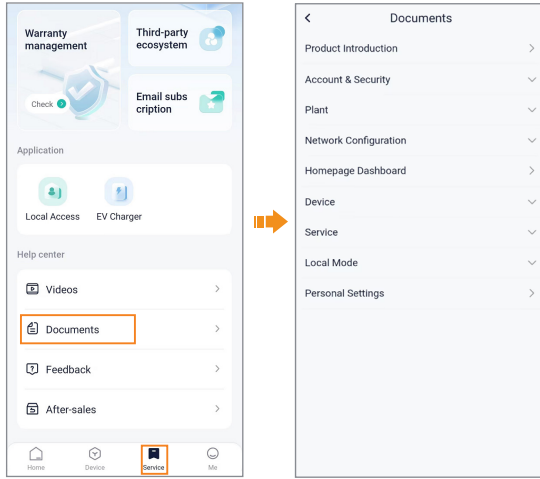 Warranty
management
Check
Third-party
ecosystem
Email subs
cription
Application
Local Access
EV Charger
Help center
Videos
Documents
Feedback
After-sales
Home
Device
Service
Me
Documents
Product Introduction
Account & Security
Plant
Network Configuration
Homepage Dashboard
Device
Service
Local Mode
Personal Settings